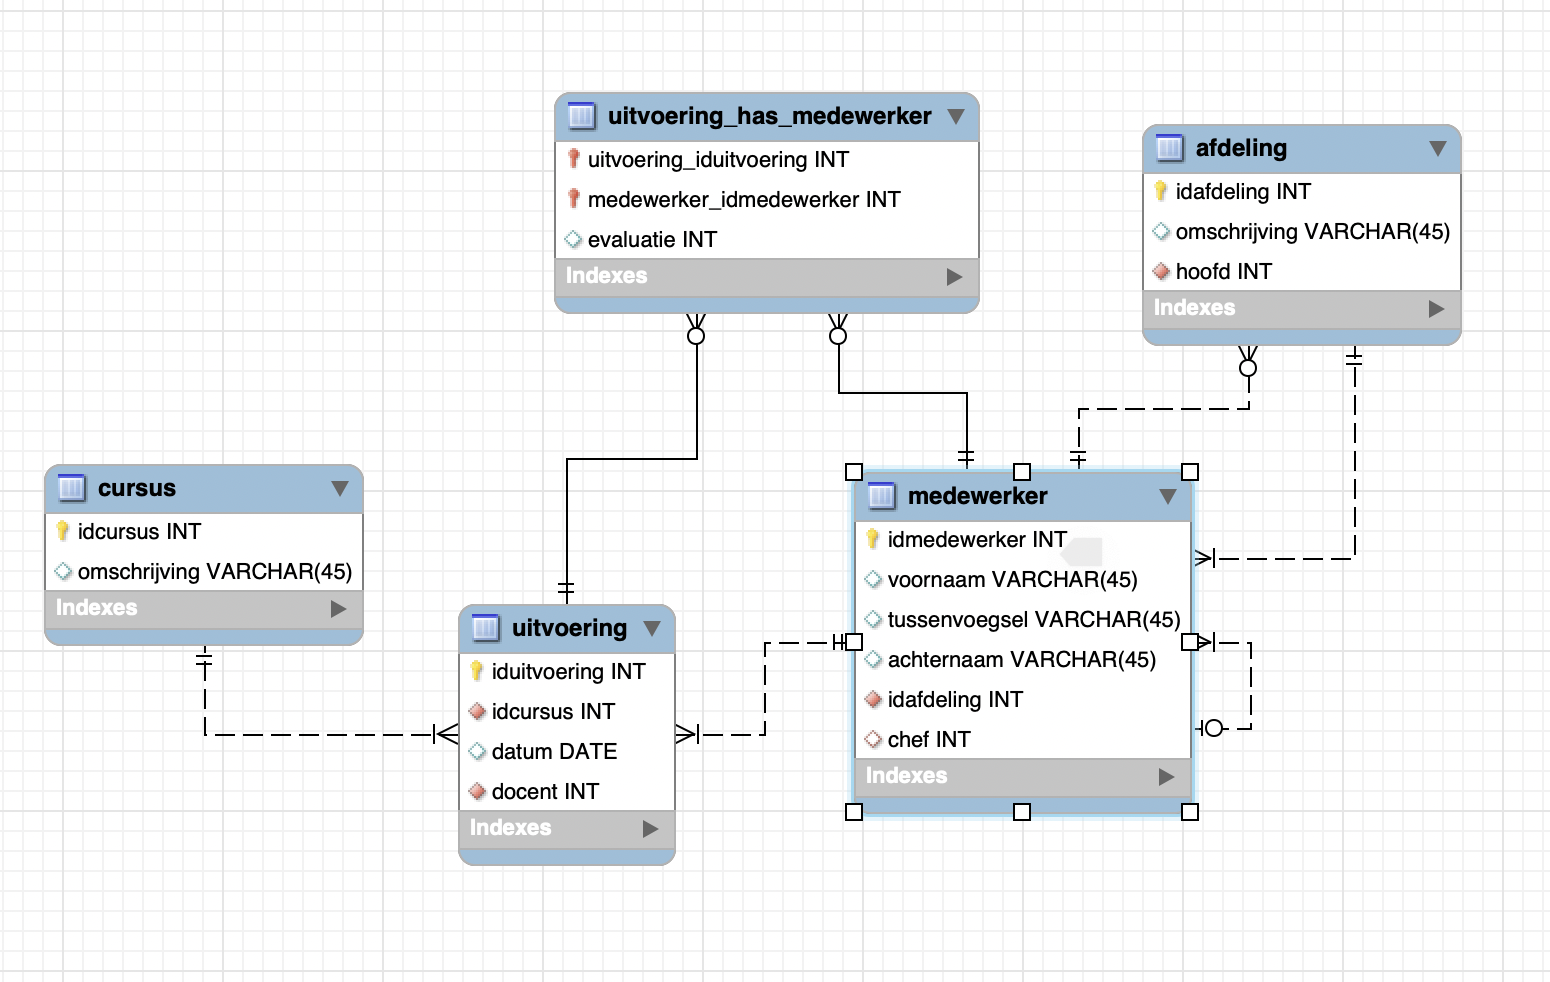 uitvoering_has_medewerker
uitvoering_iduitvoering INT
medewerker_idmedewerker INT
evaluatie INT
Indexes
afdeling
idafdeling INT
omschrijving VARCHAR(45)
hoofd INT
Indexes
cursus
idcursus INT
omschrijving VARCHAR(45)
Indexes
uitvoering
iduitvoering INT
idcursus INT
datum DATE
docent INT
Indexes
medewerker
idmedewerker INT
voornaam VARCHAR(45)
tussenvoegsel VARCHAR(45)
achternaam VARCHAR(45)
idafdeling INT
chef INT
Indexes